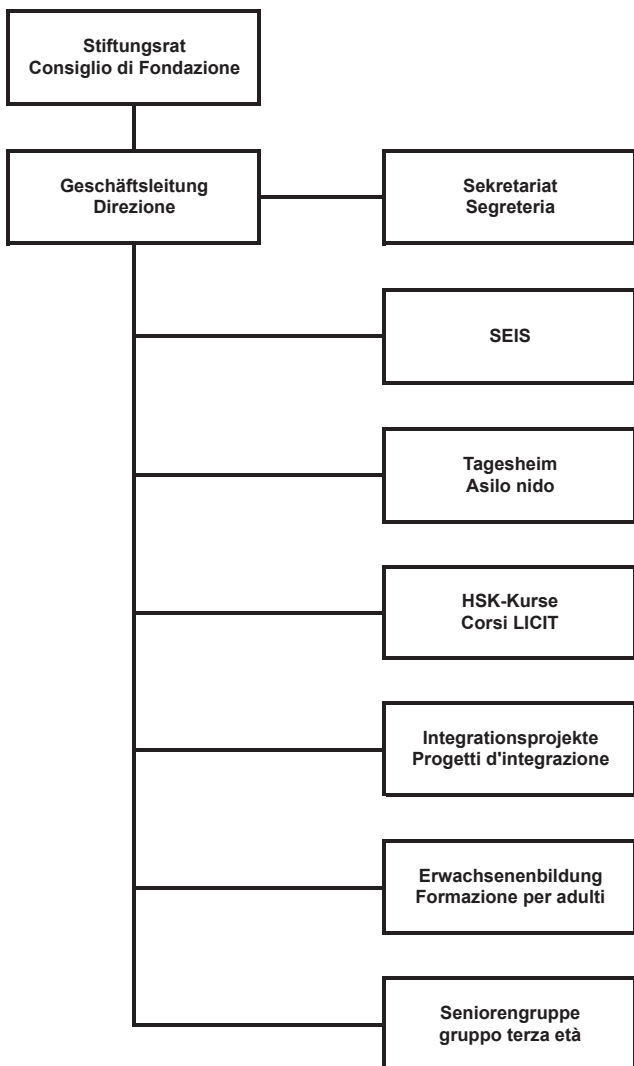 Stiftungsrat
Consiglio di Fondazione
Geschäftsleitung
Direzione
Sekretariat
Segreteria
SEIS
Tagesheim
Asilo nido
HSK-Kurse
Corsi LICIT
Integrationsprojekte
Progetti d'integrazione
Erwachsenenbildung
Formazione per adulti
Seniorengruppe
gruppo terza età